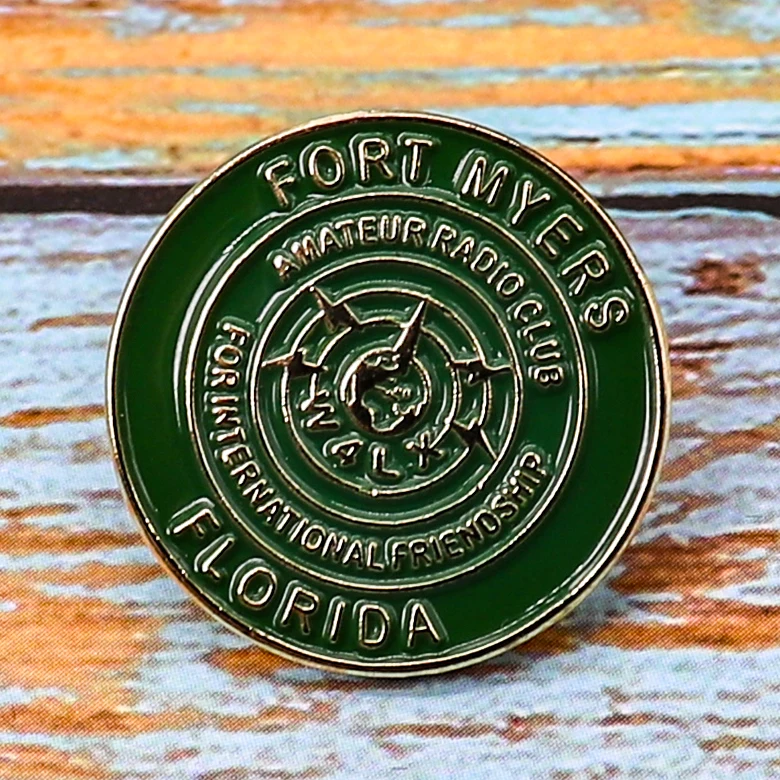 FORT MYERS
AMATEUR RADIO CLUB
W4LX
FOR INTERNATIONAL FRIENDSHIP
FLORIDA